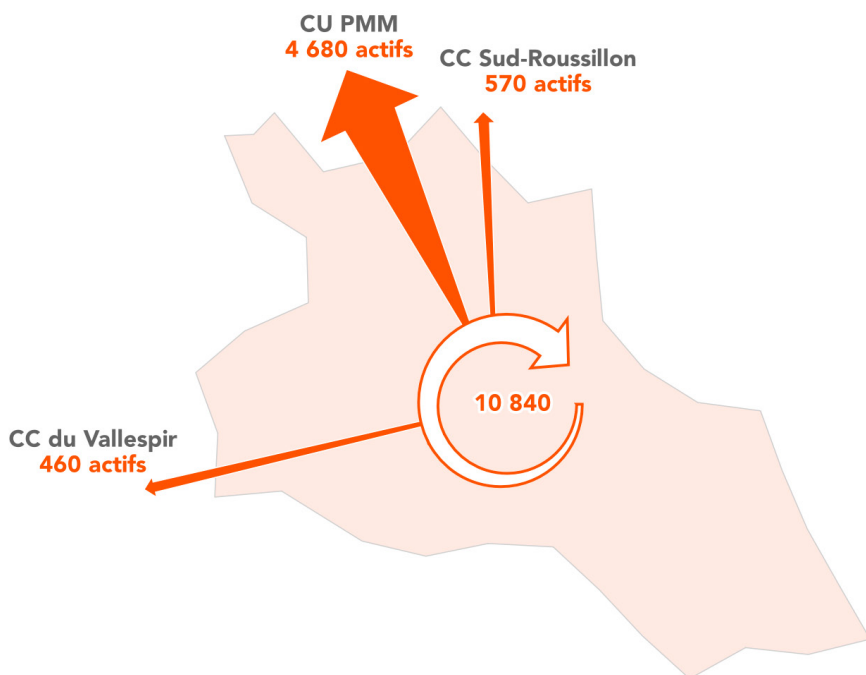 CU PMM
4 680 actifs
CC Sud-Roussillon
570 actifs
10 840
CC du Vallespir
460 actifs